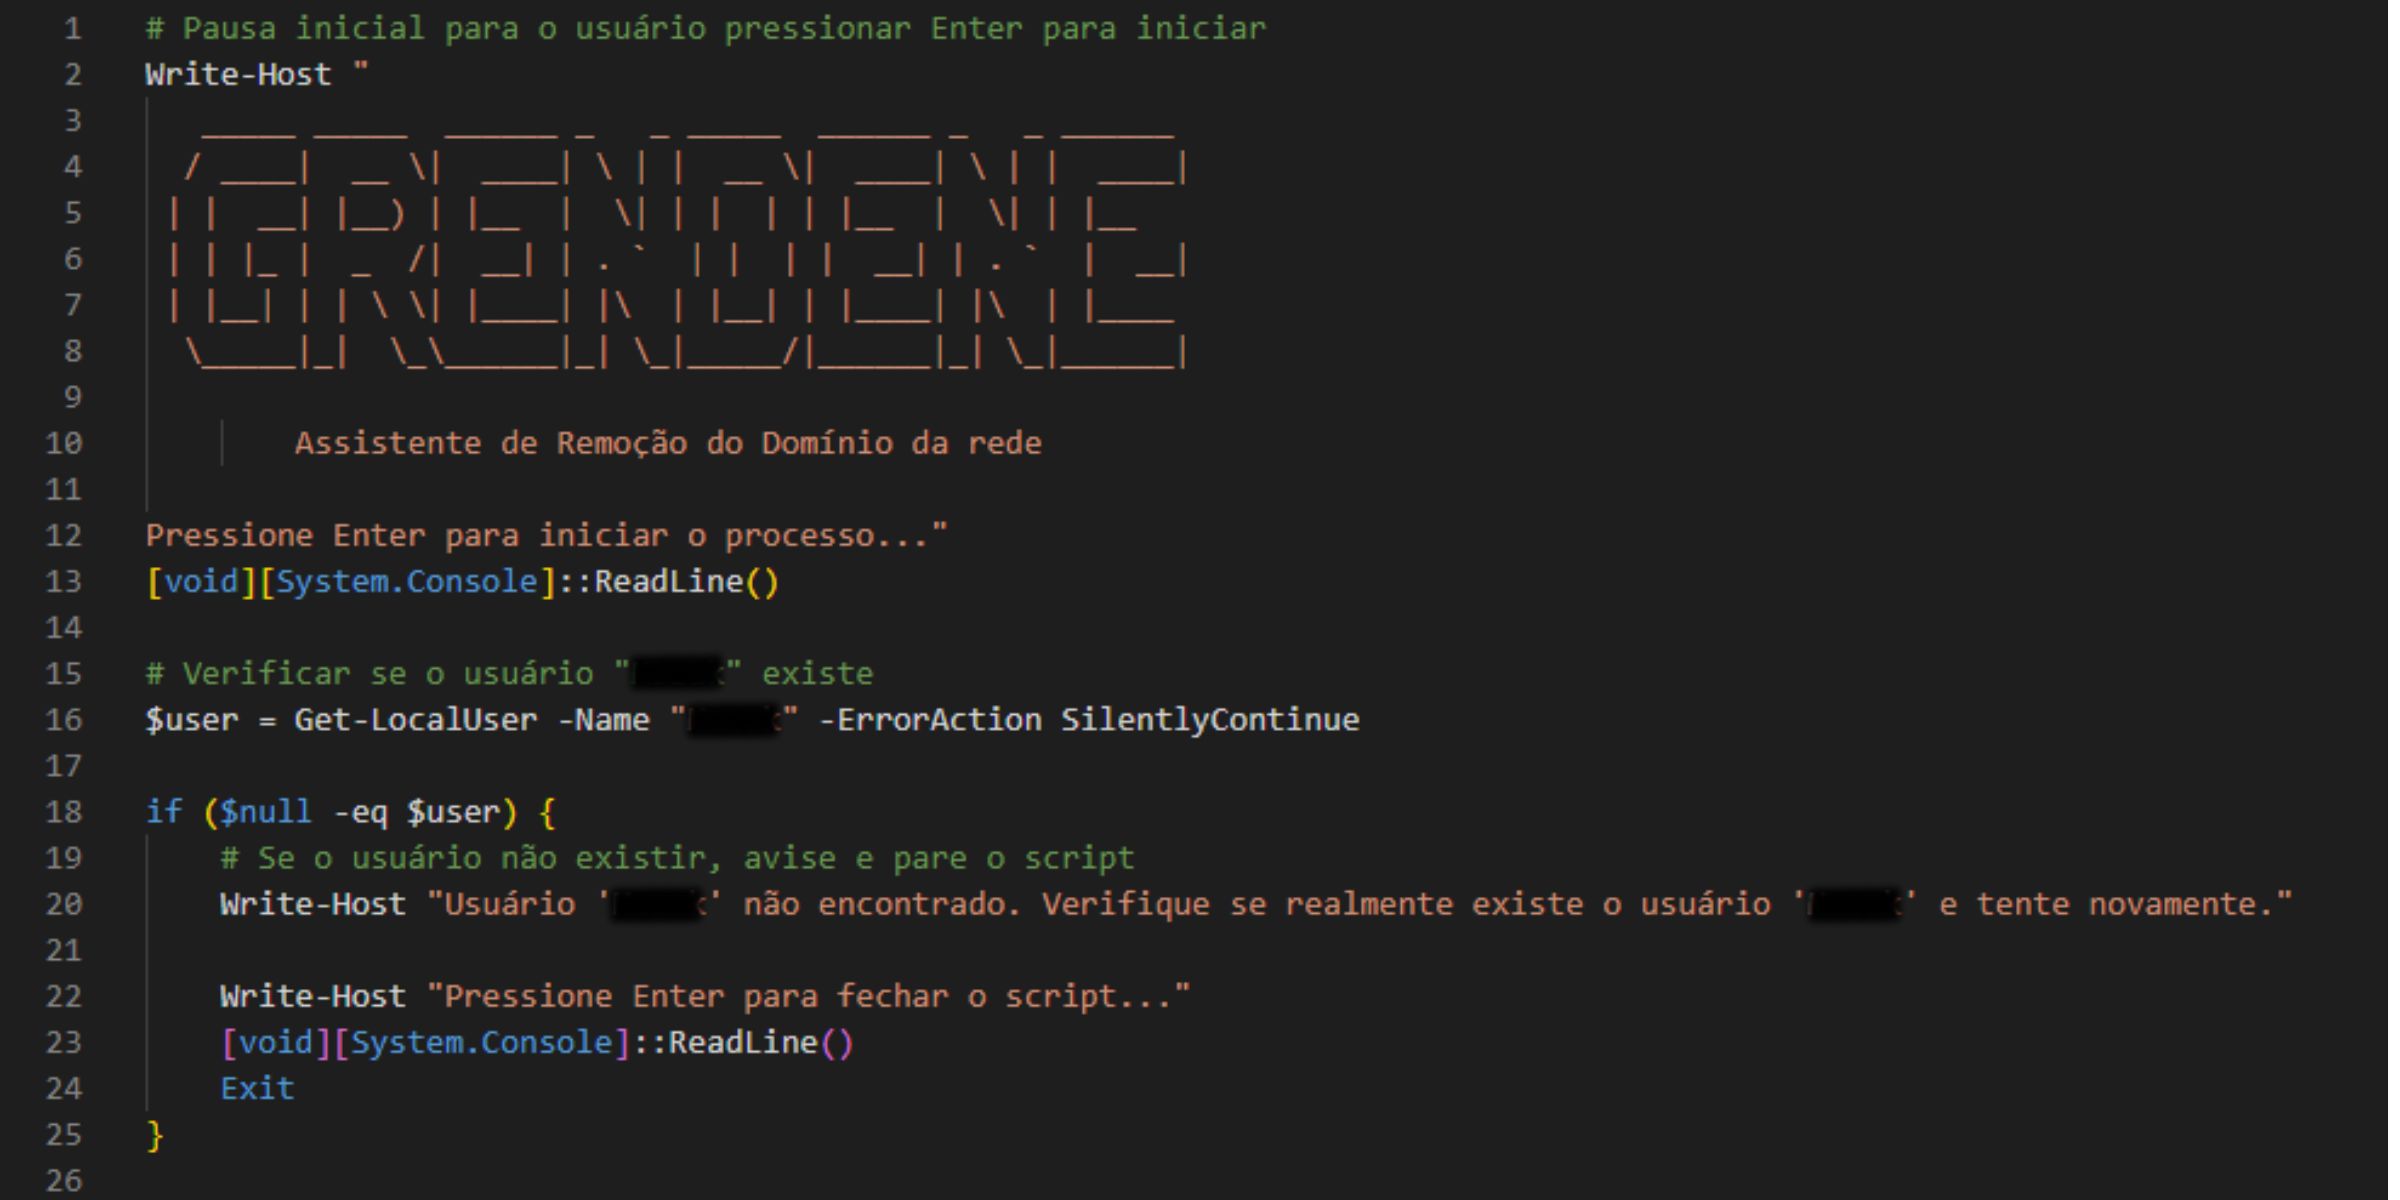 1 # Pausa inicial para o usuário pressionar Enter para iniciar
2 Write-Host "
3
4
5
6
7
8
GRENDENE
9
10 Assistente de Remoção do Domínio da rede
11
12 Pressione Enter para iniciar o processo..."
13 [void][System.Console]::ReadLine()
14
15 # Verificar se o usuário "" existe
16 $user = Get-LocalUser -Name "" -ErrorAction SilentlyContinue
17
18 if ($null -eq $user) {
19 # Se o usuário não existir, avise e pare o script
20 Write-Host "Usuário '' não encontrado. Verifique se realmente existe o usuário '' e tente novamente."
21
22 Write-Host "Pressione Enter para fechar o script..."
23 [void][System.Console]::ReadLine()
24 Exit
25 }
26